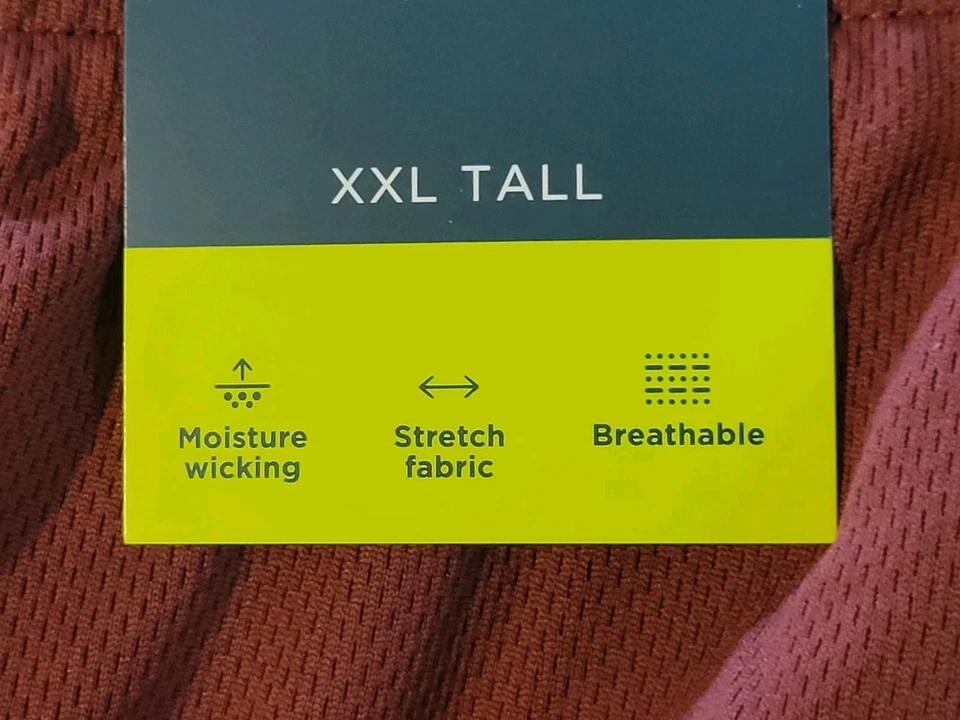 XXL TALL
Moisture
wicking
Stretch
fabric
Breathable